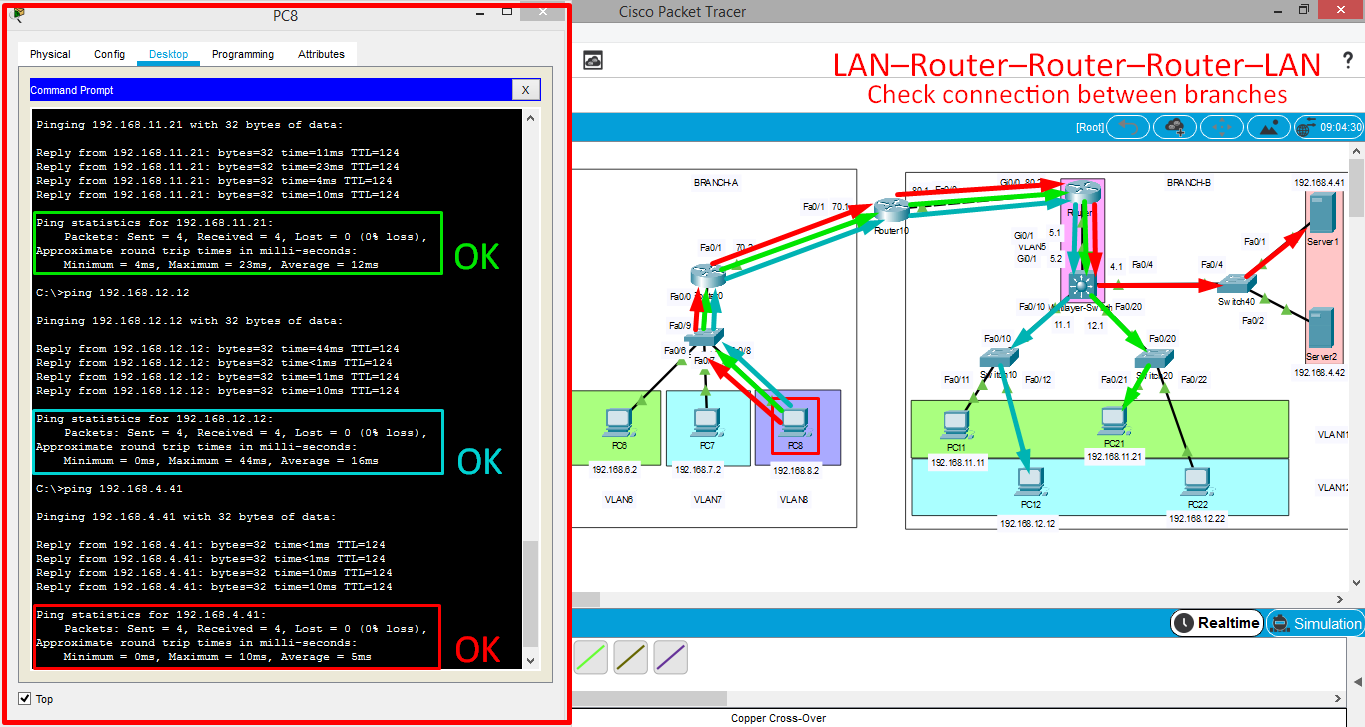 PC8
Cisco Packet Tracer
Physical
Config
Desktop
Programming
Attributes
Command Prompt
X
Pinging 192.168.11.21 with 32 bytes of data:
Reply from 192.168.11.21: bytes=32 time=11ms TTL=124
Reply from 192.168.11.21: bytes=32 time=23ms TTL=124
Reply from 192.168.11.21: bytes=32 time=4ms TTL=124
Reply from 192.168.11.21: bytes=32 time=10ms TTL=124
Ping statistics for 192.168.11.21:
Packets: Sent = 4, Received = 4, Lost = 0 (0% loss),
Approximate round trip times in milli-seconds:
Minimum = 4ms, Maximum = 23ms, Average = 12ms
OK
C:\>ping 192.168.12.12
Pinging 192.168.12.12 with 32 bytes of data:
Reply from 192.168.12.12: bytes=32 time=44ms TTL=124
Reply from 192.168.12.12: bytes=32 time<1ms TTL=124
Reply from 192.168.12.12: bytes=32 time=11ms TTL=124
Reply from 192.168.12.12: bytes=32 time=10ms TTL=124
Ping statistics for 192.168.12.12:
Packets: Sent = 4, Received = 4, Lost = 0 (0% loss),
Approximate round trip times in milli-seconds:
Minimum = 0ms, Maximum = 44ms, Average = 16ms
OK
C:\>ping 192.168.4.41
Pinging 192.168.4.41 with 32 bytes of data:
Reply from 192.168.4.41: bytes=32 time<1ms TTL=124
Reply from 192.168.4.41: bytes=32 time<1ms TTL=124
Reply from 192.168.4.41: bytes=32 time=10ms TTL=124
Reply from 192.168.4.41: bytes=32 time=10ms TTL=124
Ping statistics for 192.168.4.41:
Packets: Sent = 4, Received = 4, Lost = 0 (0% loss),
Approximate round trip times in milli-seconds:
Minimum = 0ms, Maximum = 10ms, Average = 5ms
OK
Top
LAN–Router–Router–Router–LAN
?
Check connection between branches
[Root]
09:04:30
BRANCH-A
Fa0/1 70.1
Router10
Fa0/1
Fa0/0
Fa0/9
Fa0/6
PC6
PC7
PC8
192.168.6.2
192.168.7.2
192.168.8.2
VLAN6
VLAN7
VLAN8
BRANCH-B
192.168.4.41
Gi0/1
5.1
VLAN5
Gi0/1
5.2
4.1
Fa0/4
Fa0/4
Fa0/1
Server1
Switch40
Fa0/2
Server2
192.168.4.42
Fa0/10
Fa0/20
11.1
12.1
Fa0/10
Fa0/20
Fa0/11
Fa0/12
Fa0/21
Fa0/22
PC11
192.168.11.11
PC21
192.168.11.21
VLAN11
PC12
192.168.12.12
PC22
192.168.12.22
VLAN12
Realtime
Simulation
Copper Cross-Over